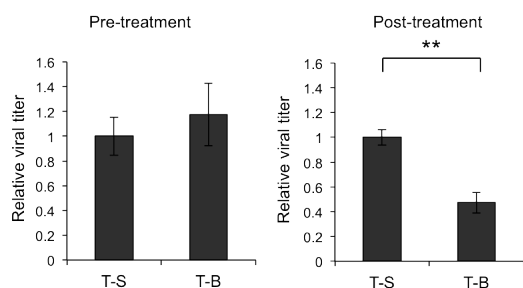 Pre-treatment
Relative viral titer
1.6
1.4
1.2
1
0.8
0.6
0.4
0.2
0
T-S
T-B
Post-treatment
**
Relative viral titer
1.6
1.4
1.2
1
0.8
0.6
0.4
0.2
0
T-S
T-B